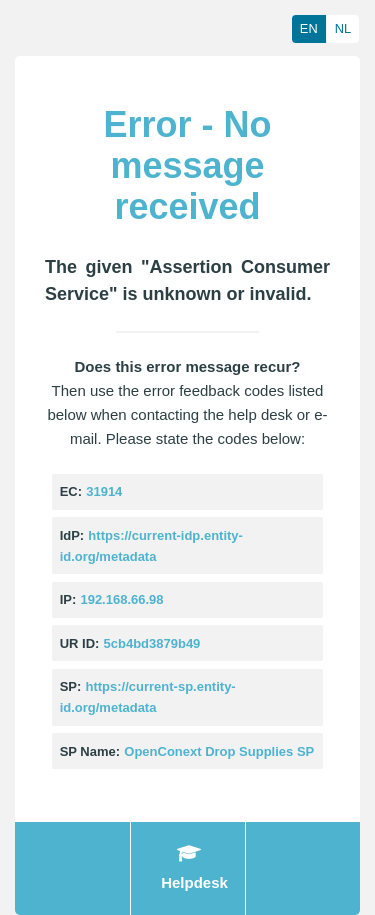 EN NL
Error - No
message
received
The given "Assertion Consumer
Service" is unknown or invalid.
Does this error message recur?
Then use the error feedback codes listed
below when contacting the help desk or e-
mail. Please state the codes below:
EC: 31914
IdP: https://current-idp.entity-
id.org/metadata
IP: 192.168.66.98
UR ID: 5cb4bd3879b49
SP: https://current-sp.entity-
id.org/metadata
SP Name: OpenConext Drop Supplies SP
Helpdesk